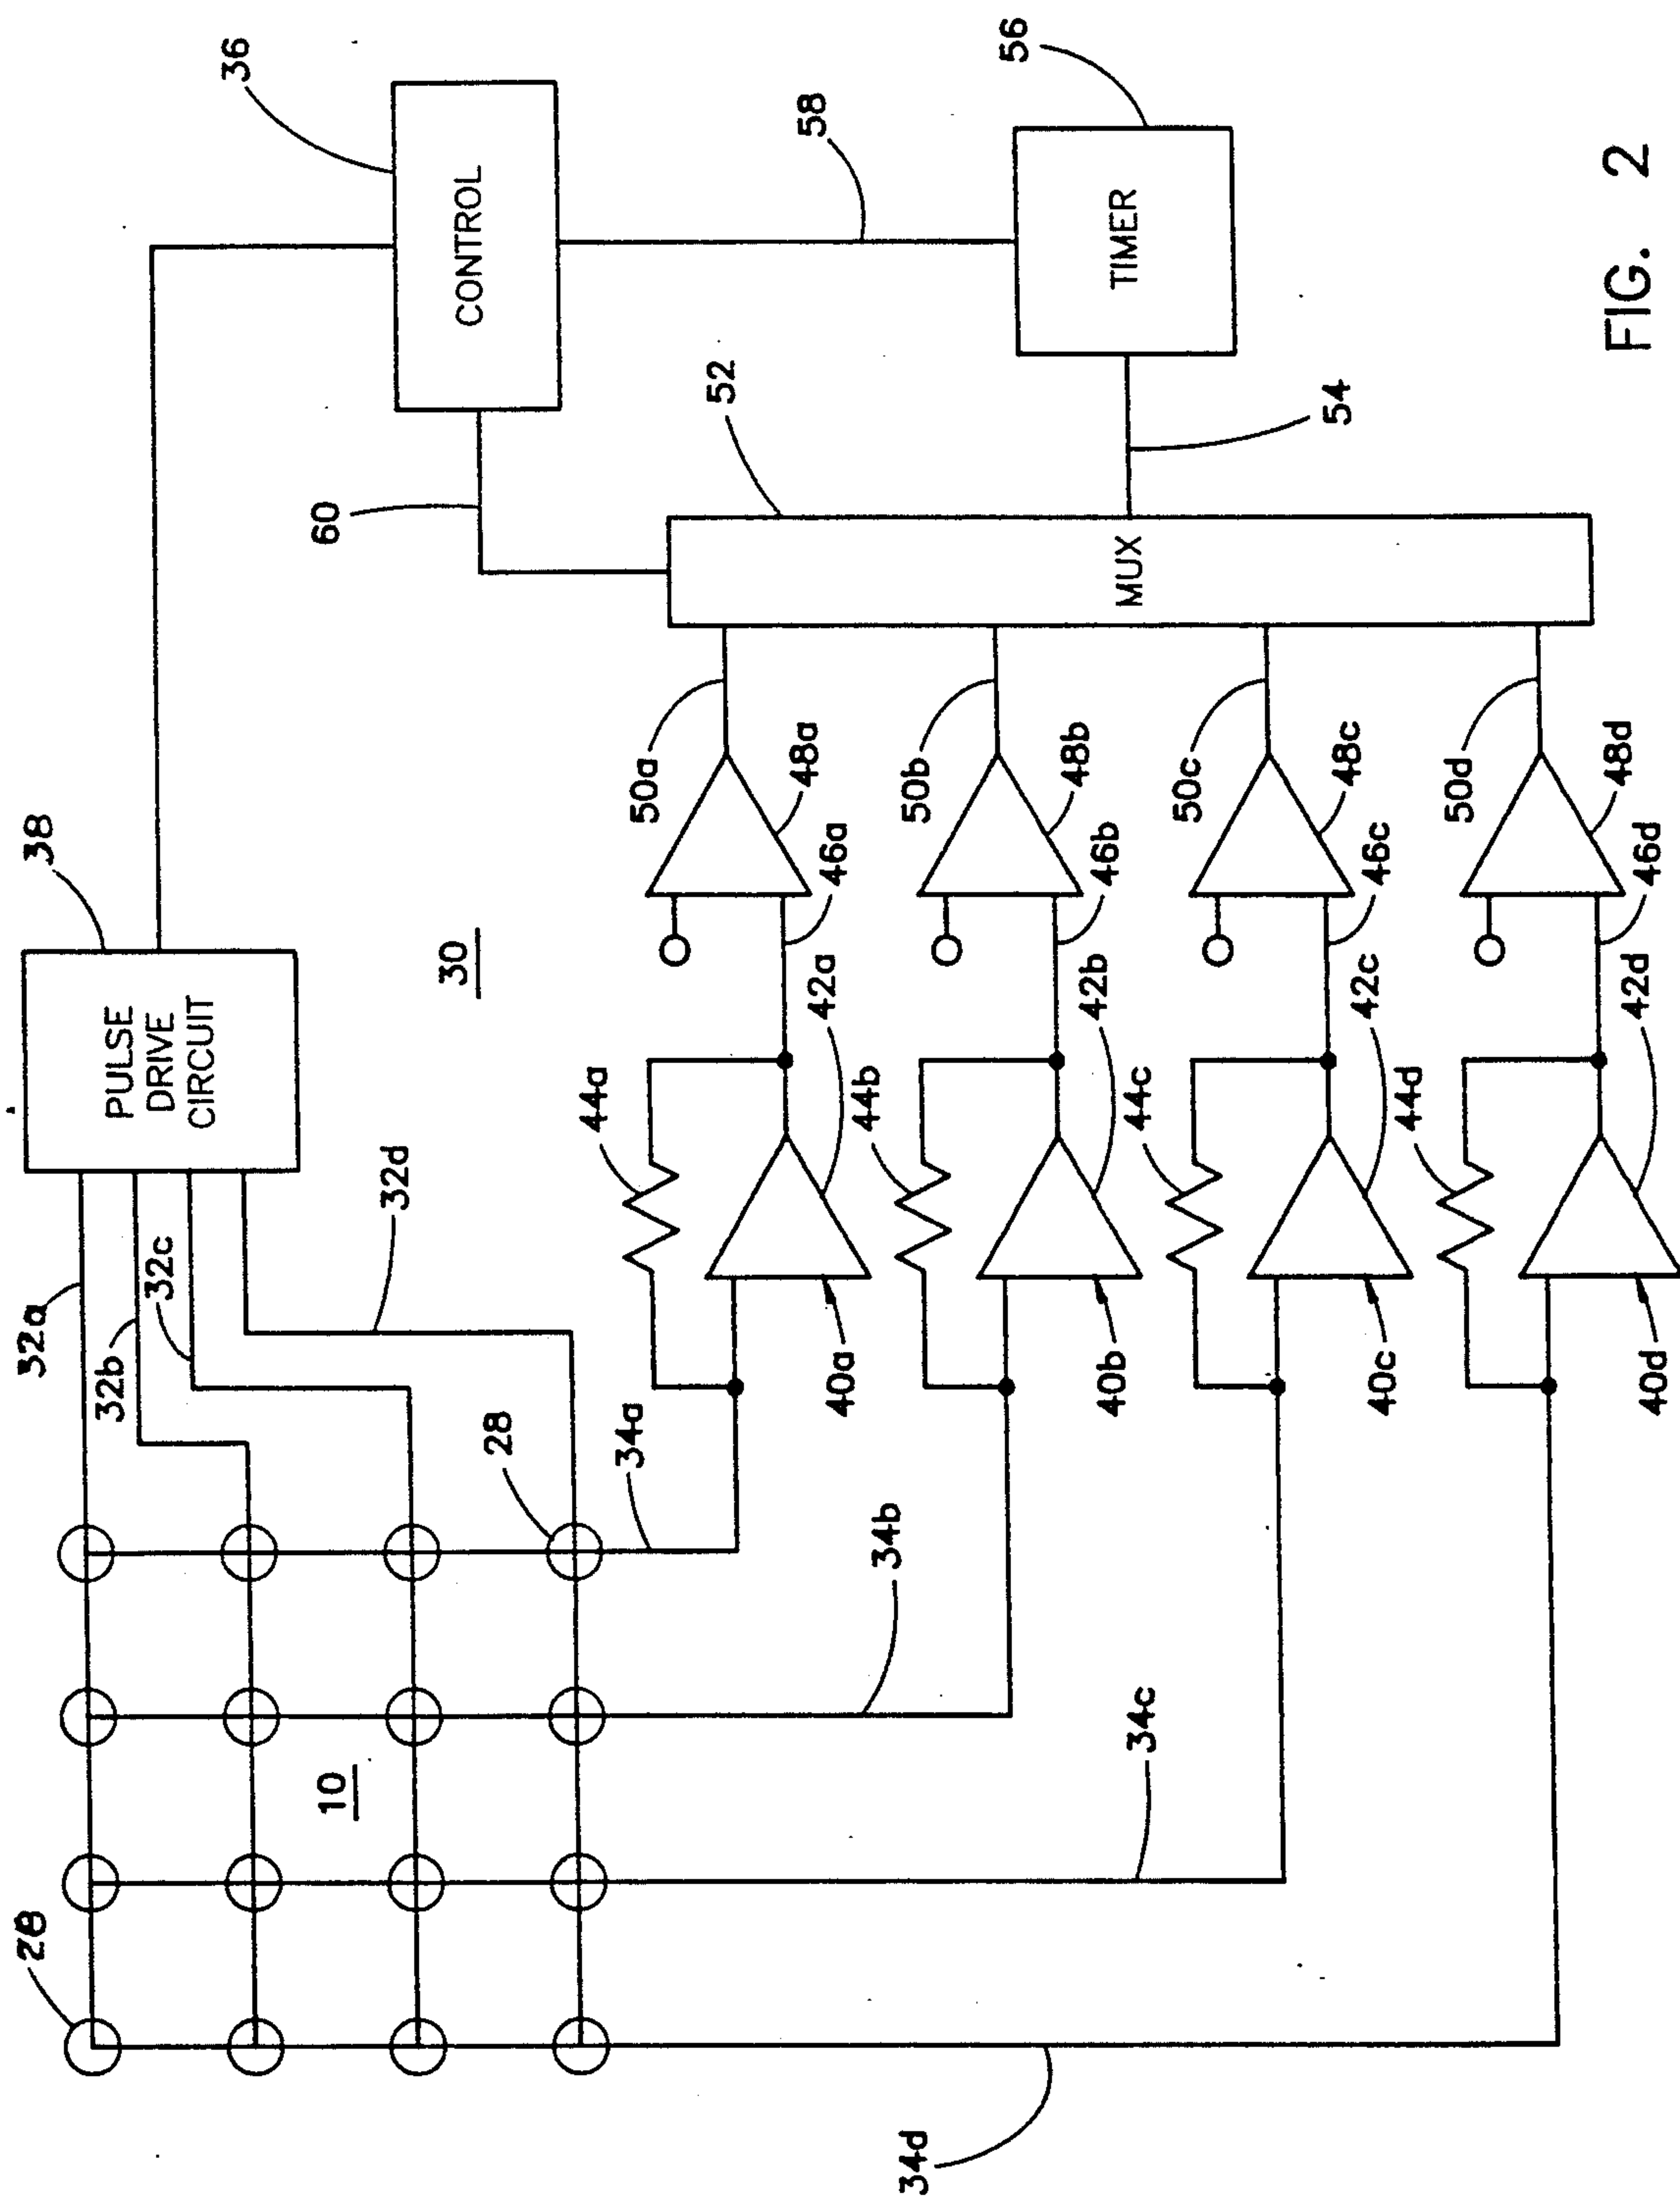 38
36
PULSE
DRIVE
CIRCUIT
CONTROL
32a
32b
32c
32d
28
28
10
30
60
52
58
56
TIMER
54
MUX
34a
34b
34c
34d
44a
50a
40a
42a
46a
48a
44b
50b
40b
42b
46b
48b
44c
50c
40c
42c
46c
48c
44d
50d
40d
42d
46d
48d
FIG. 2